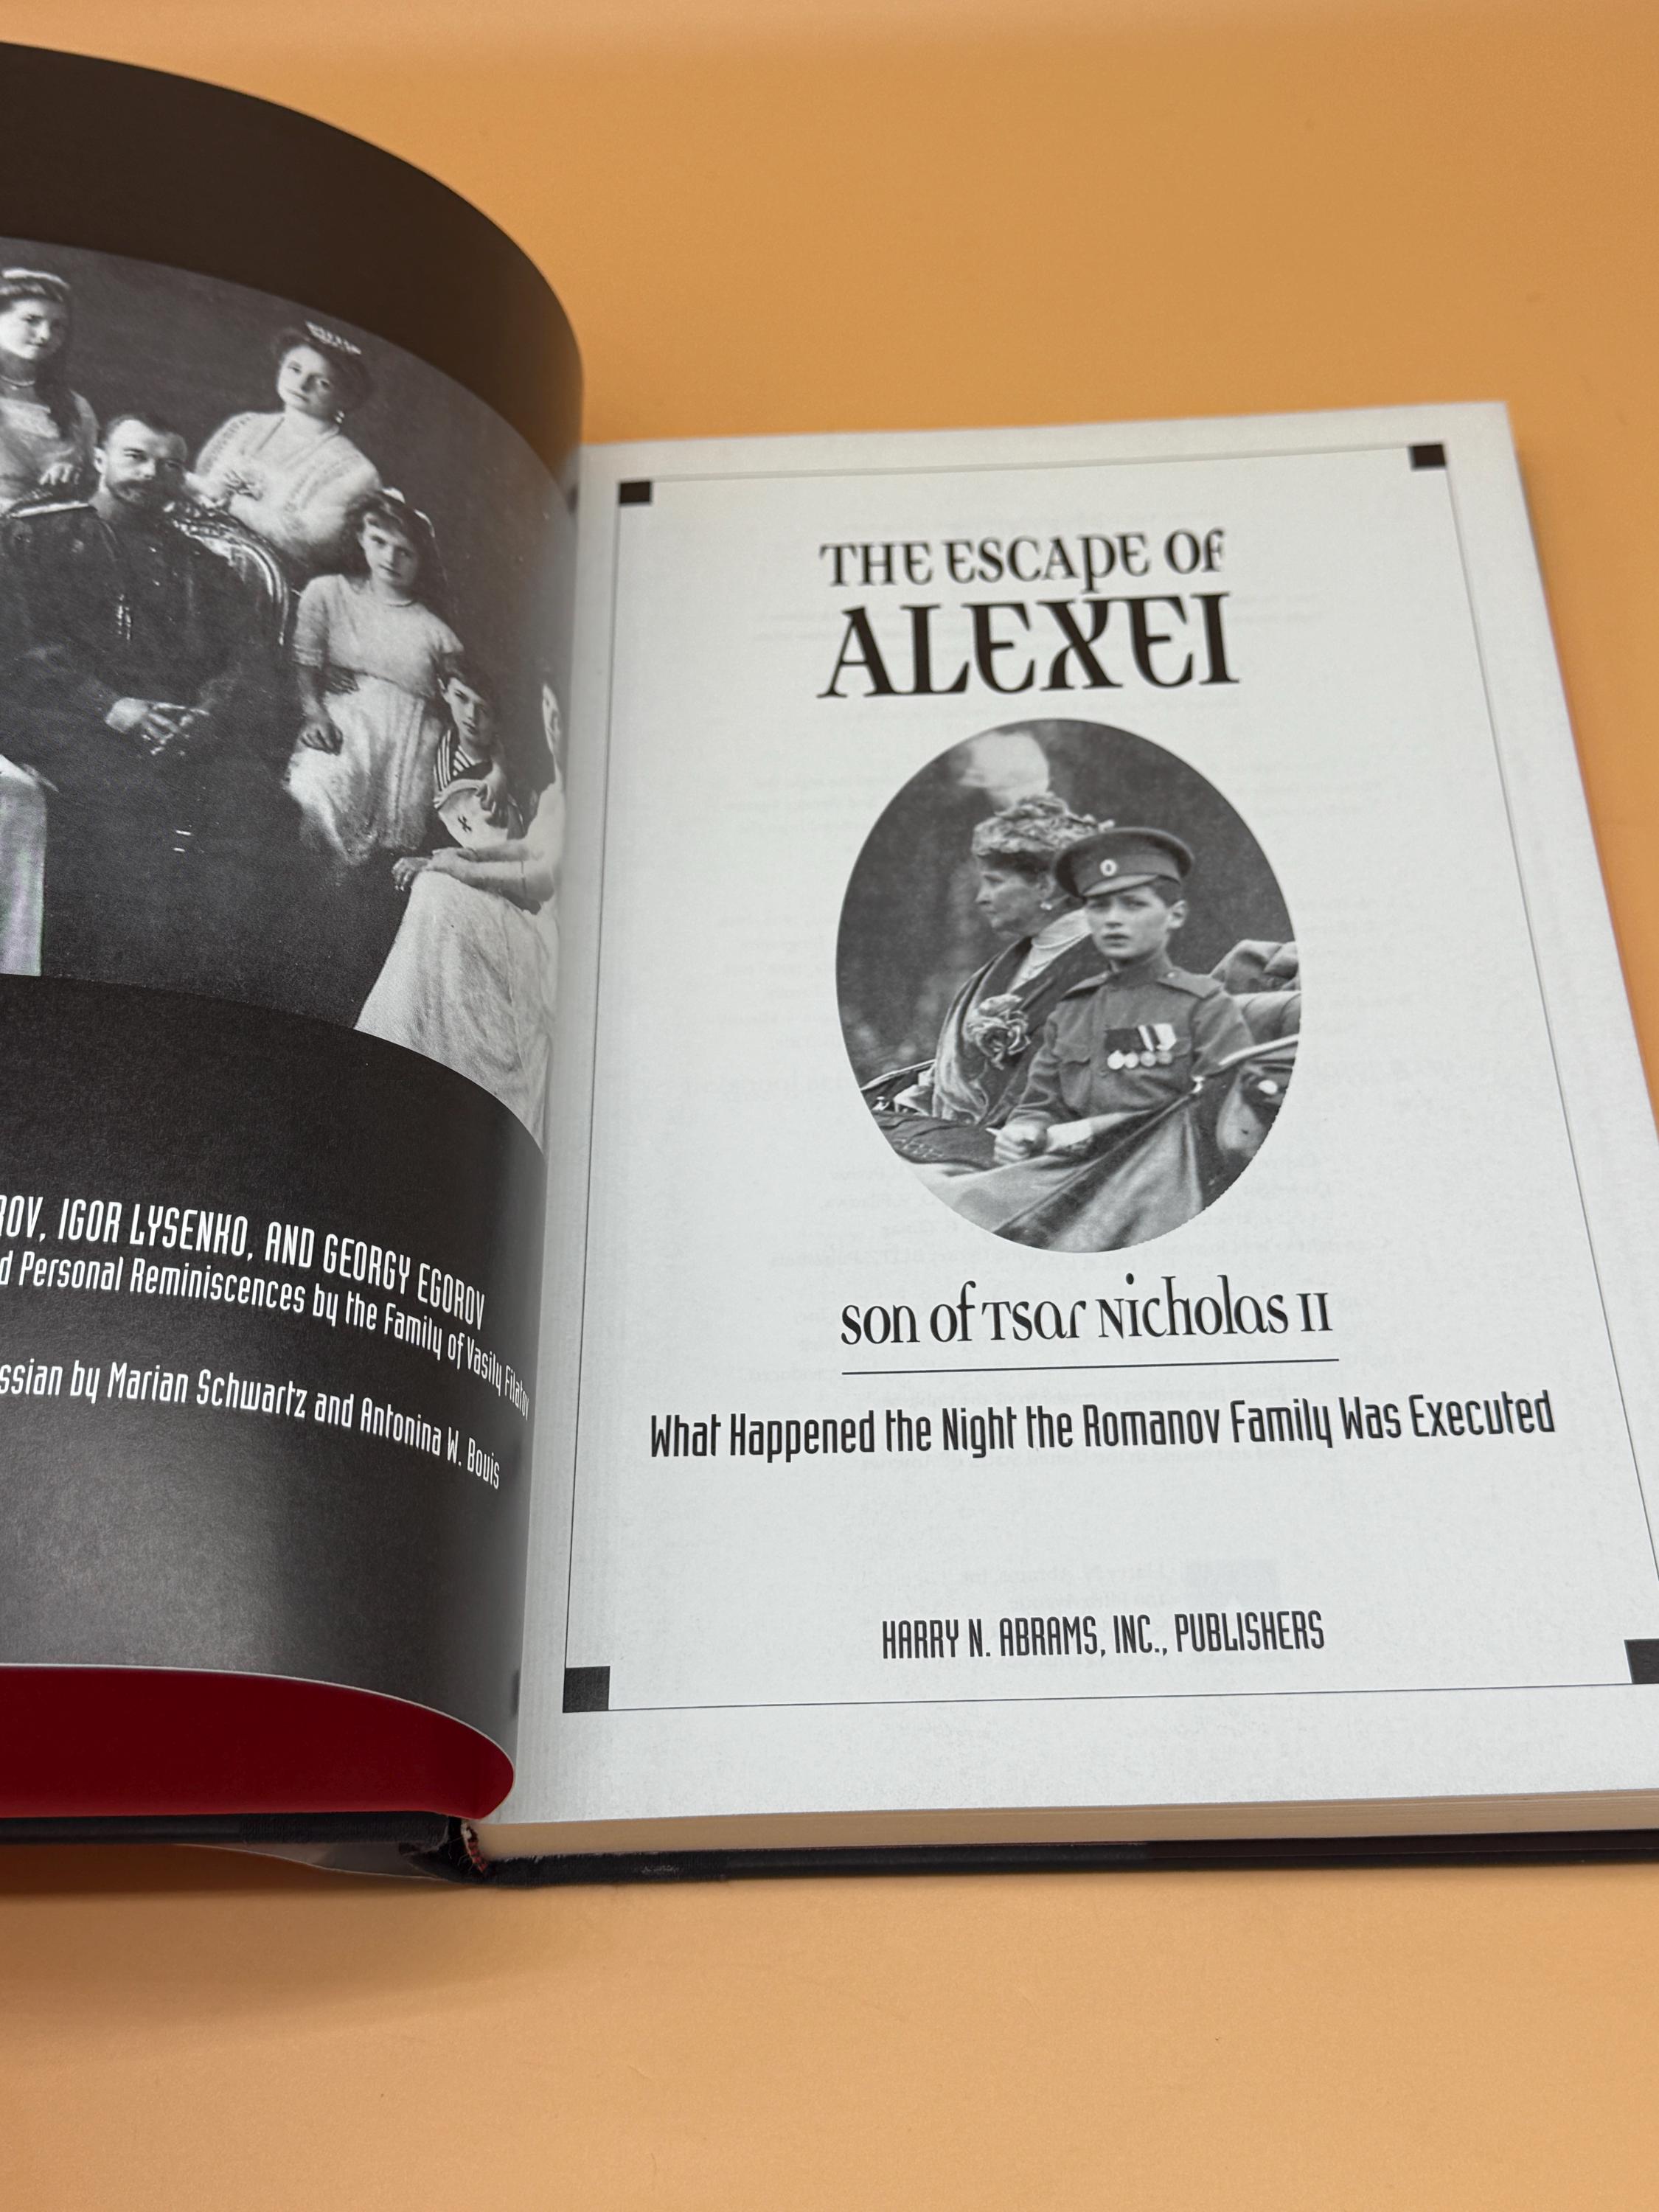 ROV, IGOR LYSENKO, AND GEORGY EGOROV
d Personal Reminiscences by the Family of Vasily Filatov
ssian by Marian Schwartz and Antonina W. Bouis
THE ESCAPE OF
ALEXEI
son of Tsar Nicholas II
What Happened the Night the Romanov Family Was Executed
HARRY N. ABRAMS, INC., PUBLISHERS